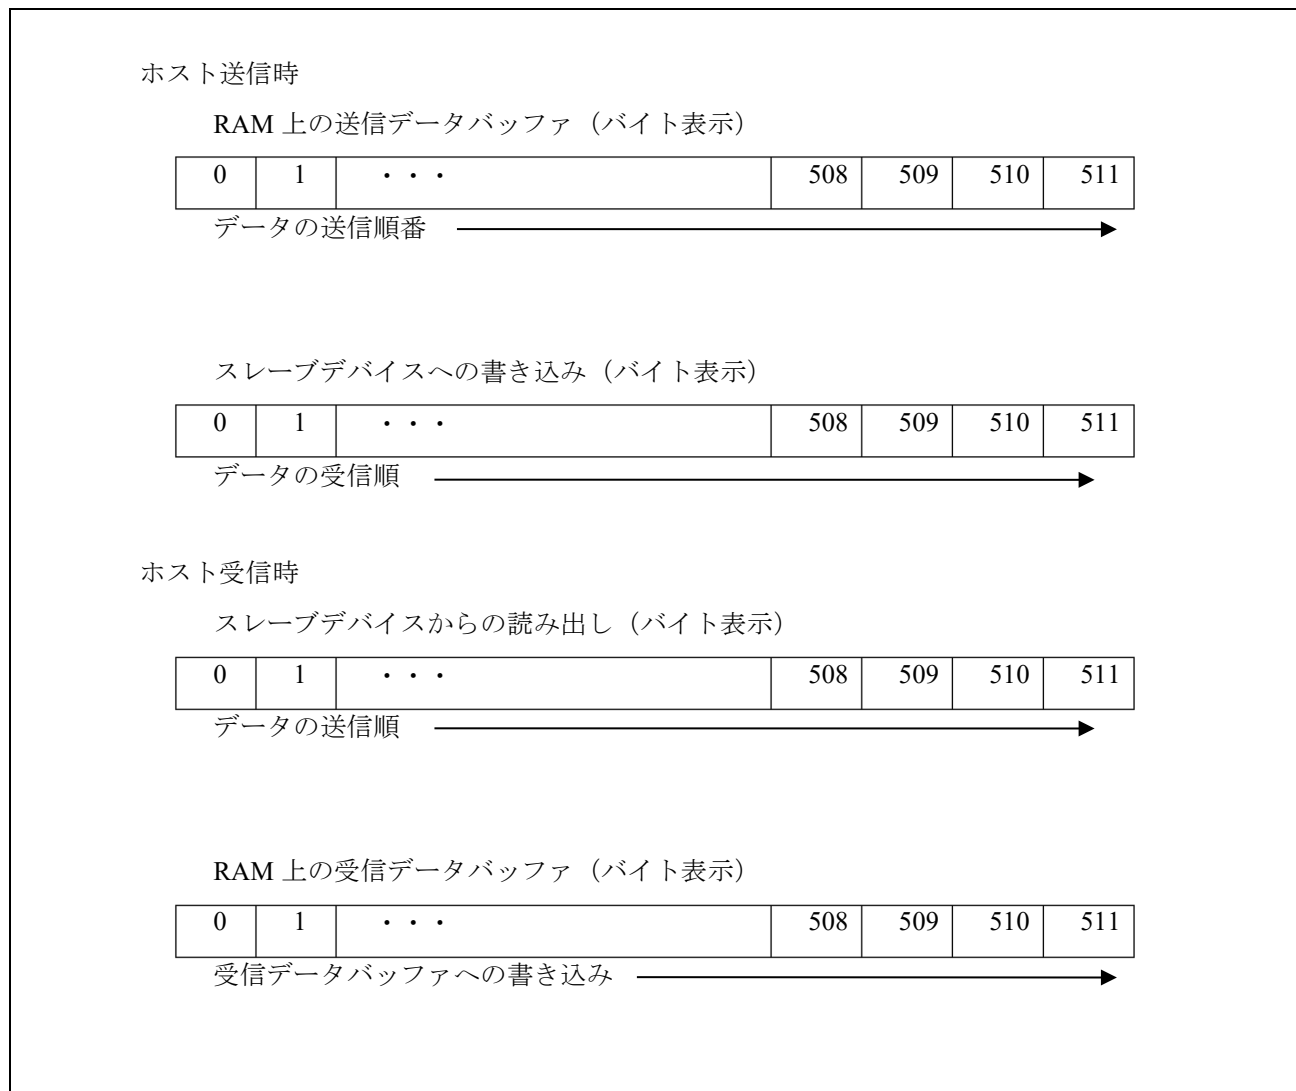 ホスト送信時
RAM 上の送信データバッファ（バイト表示）
0 1 ・・・ 508 509 510 511
データの送信順番
スレーブデバイスへの書き込み（バイト表示）
0 1 ・・・ 508 509 510 511
データの受信順
ホスト受信時
スレーブデバイスからの読み出し（バイト表示）
0 1 ・・・ 508 509 510 511
データの送信順
RAM 上の受信データバッファ（バイト表示）
0 1 ・・・ 508 509 510 511
受信データバッファへの書き込み